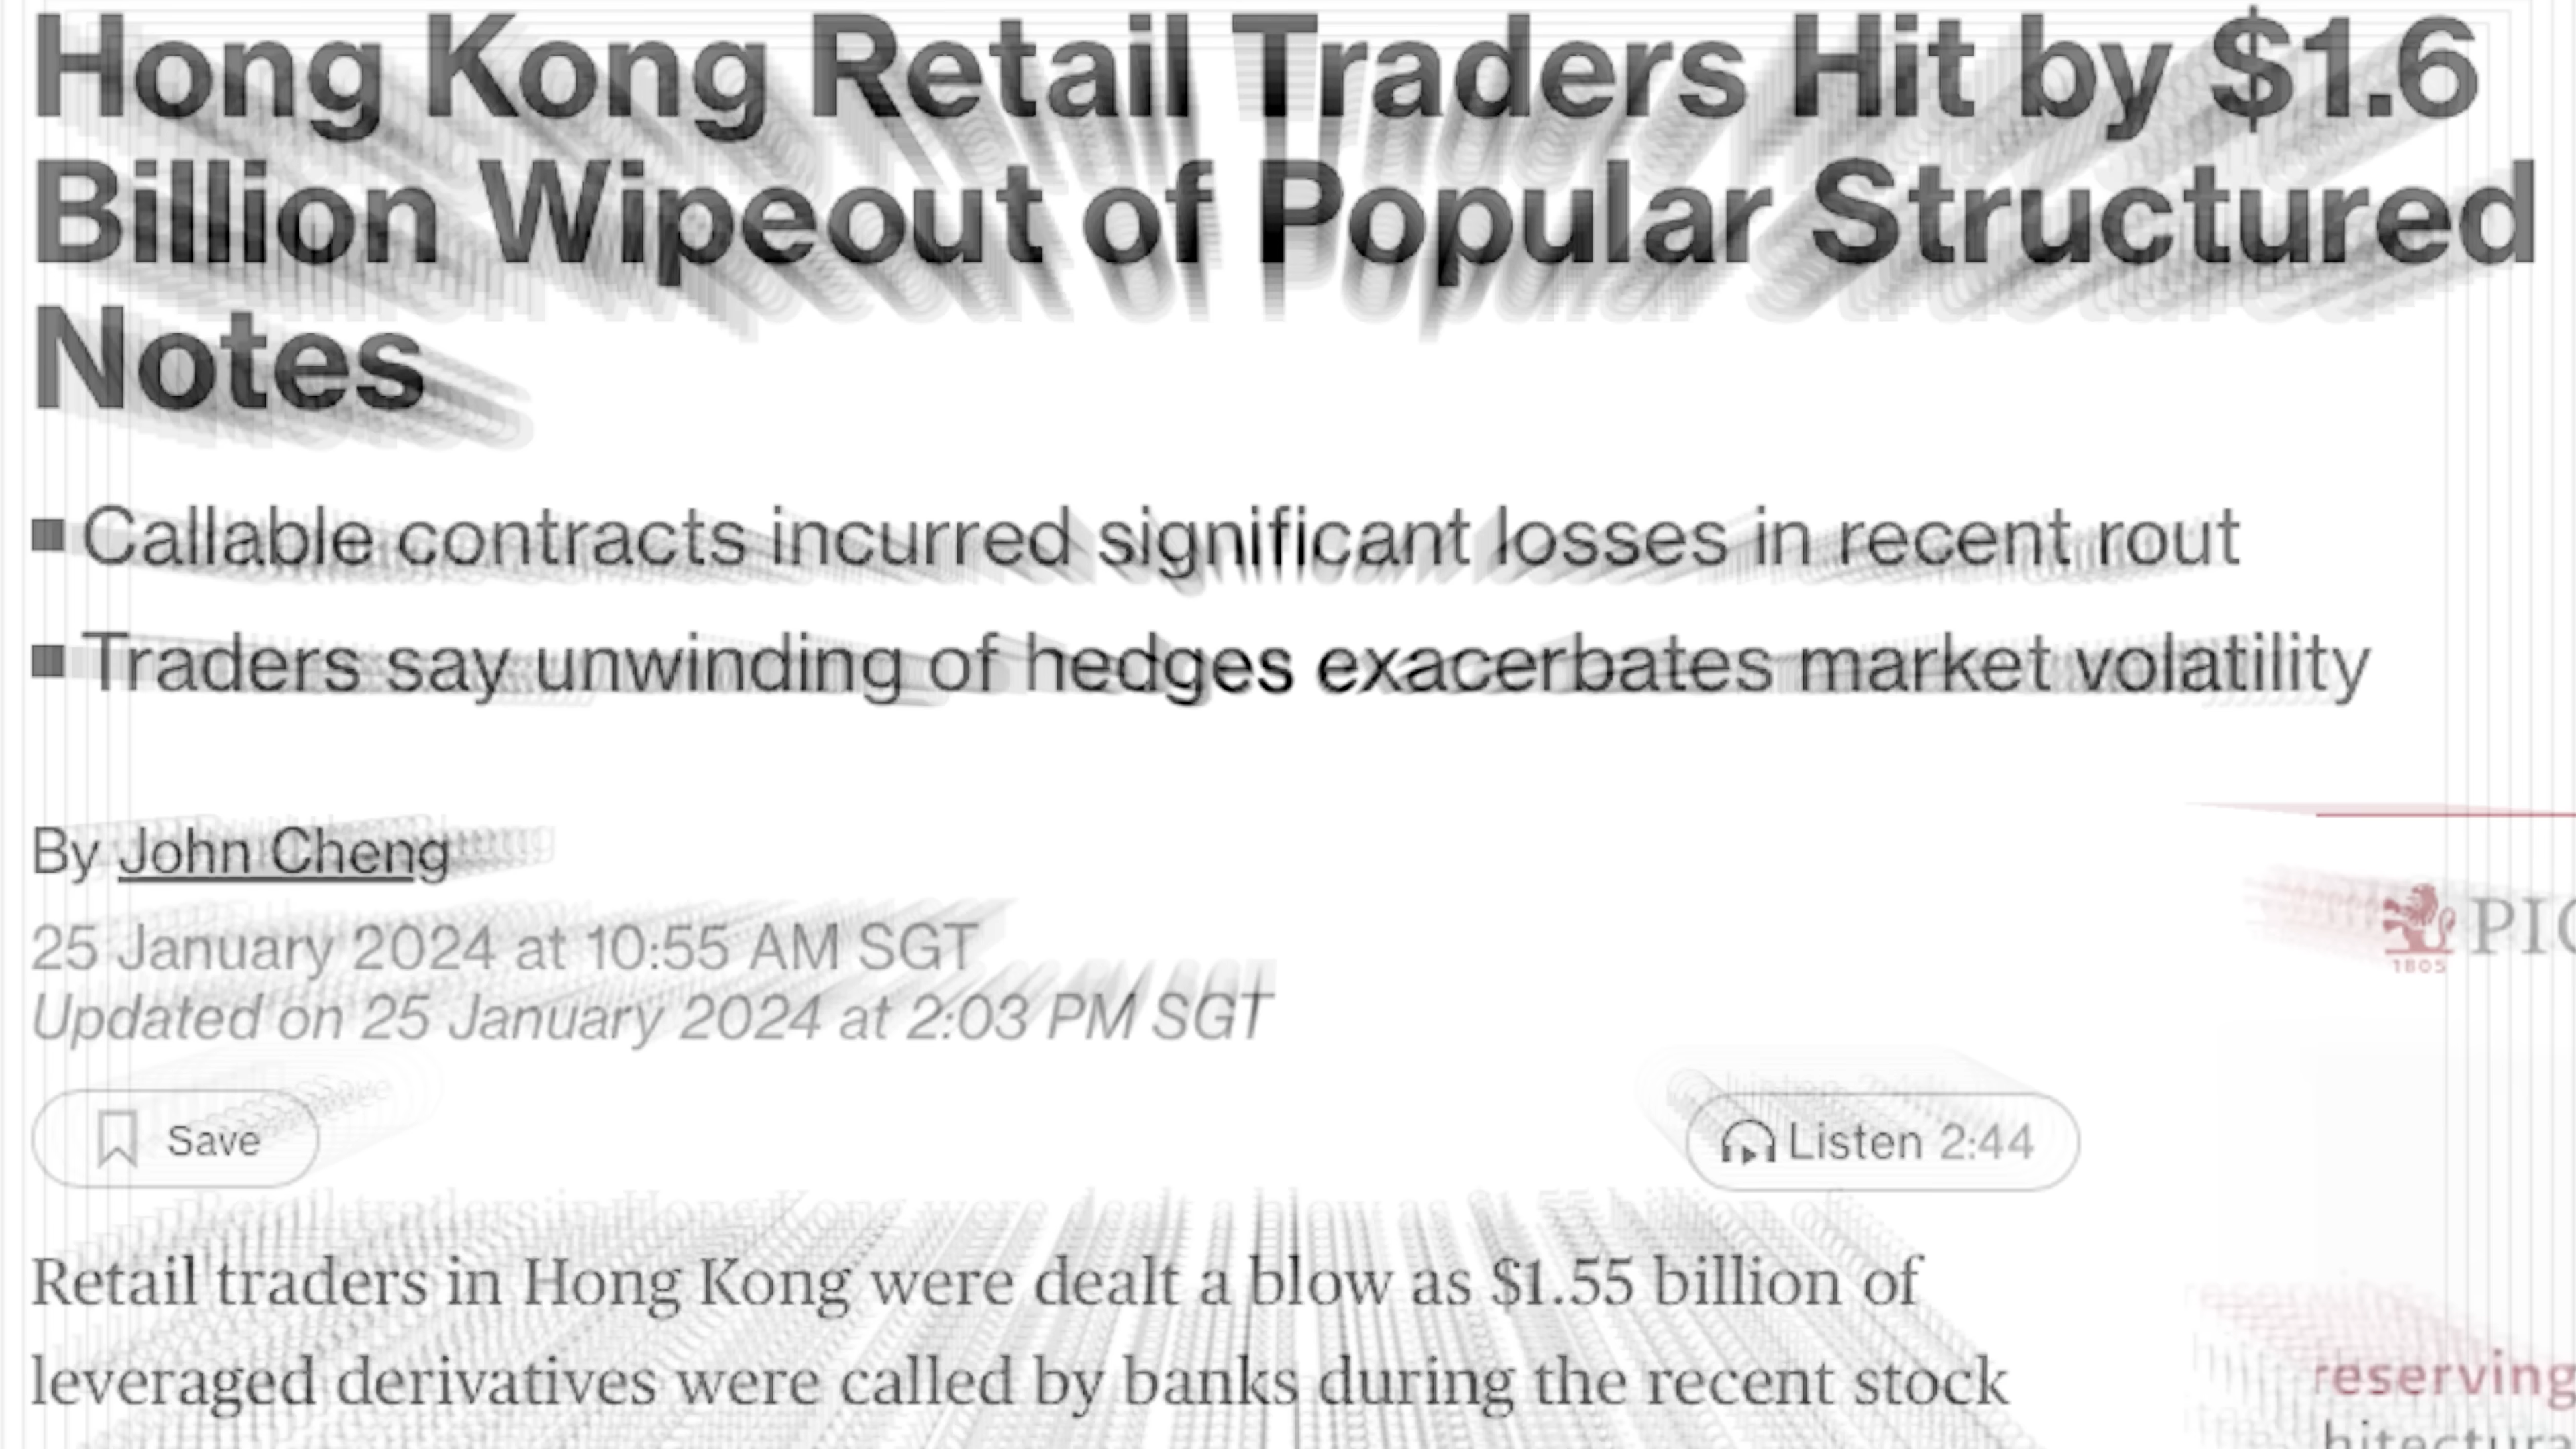 Hong Kong Retail Traders Hit by $1.6
Billion Wipeout of Popular Structured
Notes
Callable contracts incurred significant losses in recent rout
Traders say unwinding of hedges exacerbates market volatility
By John Cheng
25 January 2024 at 10:55 AM SGT
Updated on 25 January 2024 at 2:03 PM SGT
1805
Save
Listen 2:44
Retail traders in Hong Kong were dealt a blow as $1.55 billion of
leveraged derivatives were called by banks during the recent stock
reserving